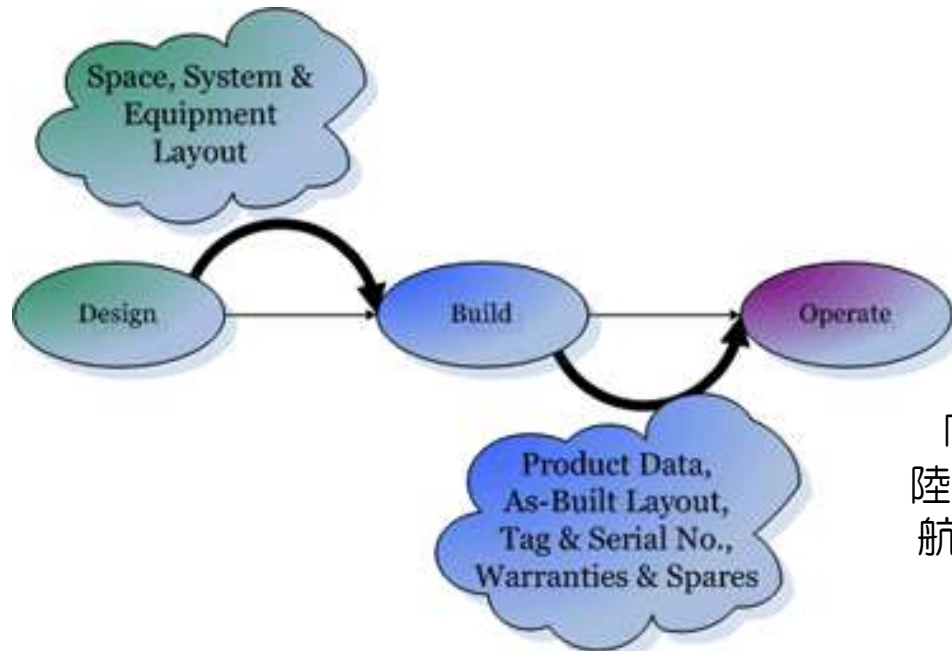 Space, System &
Equipment
Layout
Design
Build
Operate
Product Data,
As-Built Layout,
Tag & Serial No.,
Warranties & Spares
「
陸
航